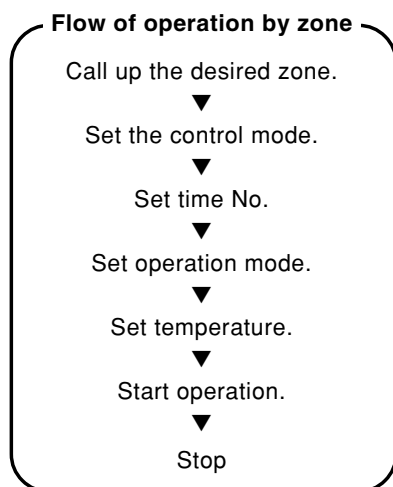 Flow of operation by zone
Call up the desired zone.
▼
Set the control mode.
▼
Set time No.
▼
Set operation mode.
▼
Set temperature.
▼
Start operation.
▼
Stop